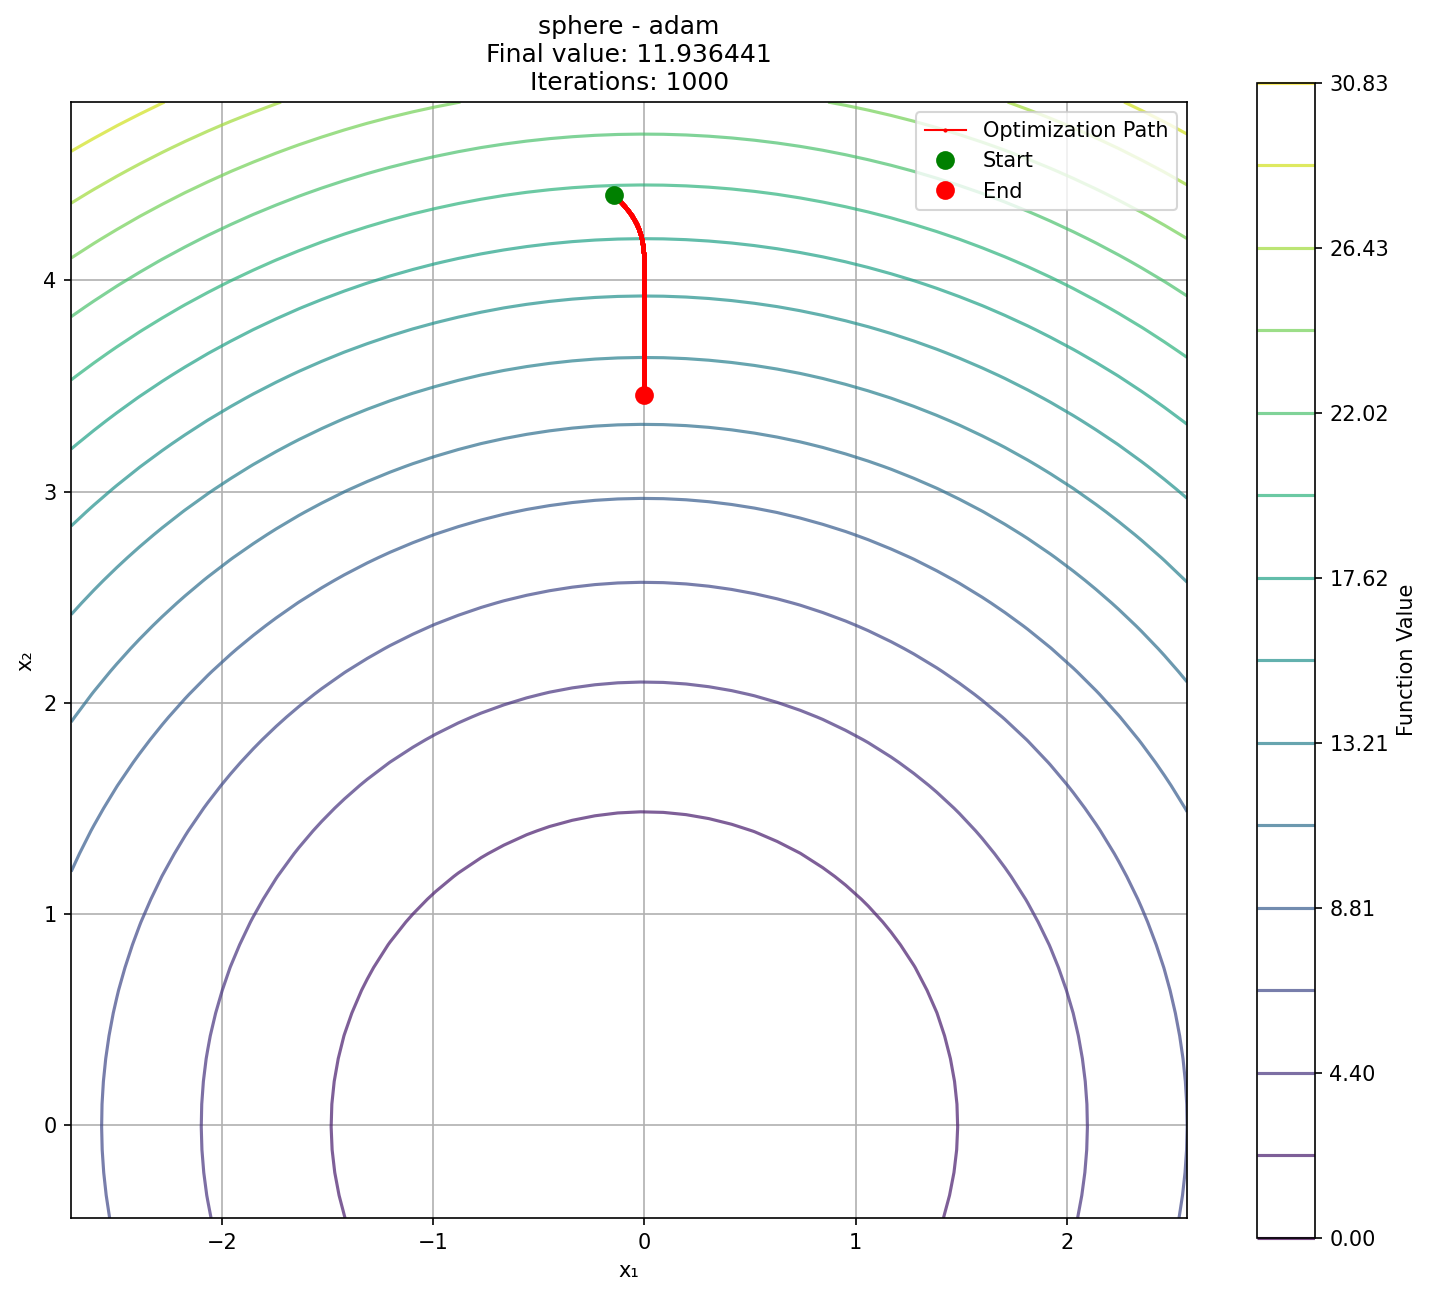 sphere - adam
Final value: 11.936441
Iterations: 1000
Optimization Path
Start
End
4
3
2
1
0
−2
−1
0
1
2
x₁
x₂
30.83
26.43
22.02
17.62
13.21
8.81
4.40
0.00
Function Value